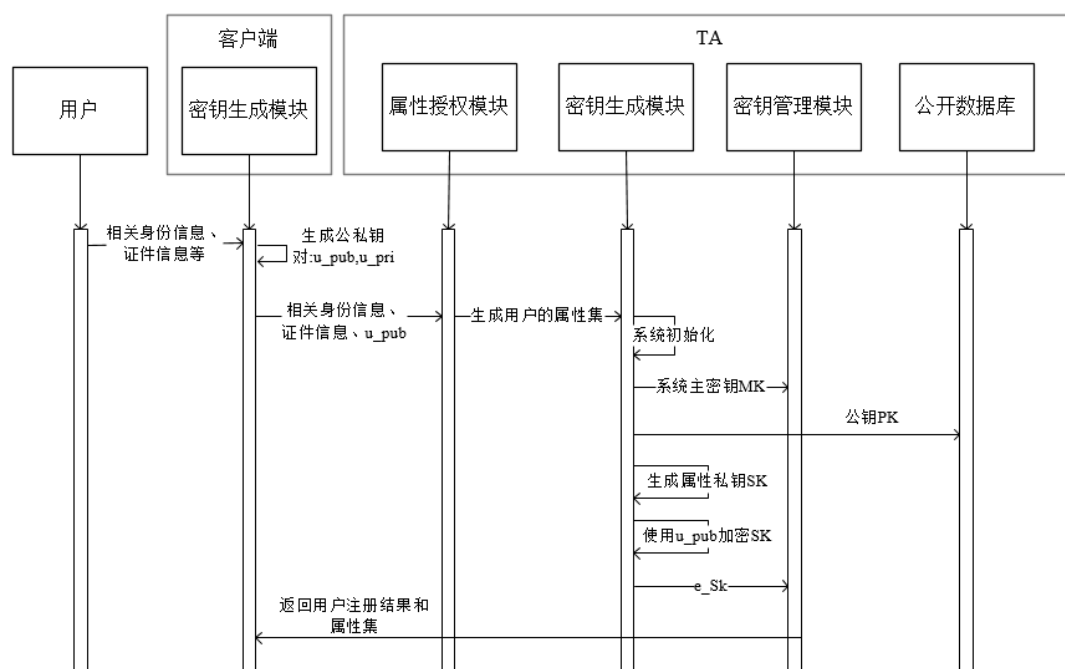 客户端
TA
用户
密钥生成模块
属性授权模块
密钥生成模块
密钥管理模块
公开数据库
相关身份信息、
证件信息等
生成公私钥
对:u_pub,u_pri
相关身份信息、
证件信息、u_pub
生成用户的属性集
系统初始化
系统主密钥MK
公钥PK
生成属性私钥SK
使用u_pub加密SK
e_Sk
返回用户注册结果和
属性集